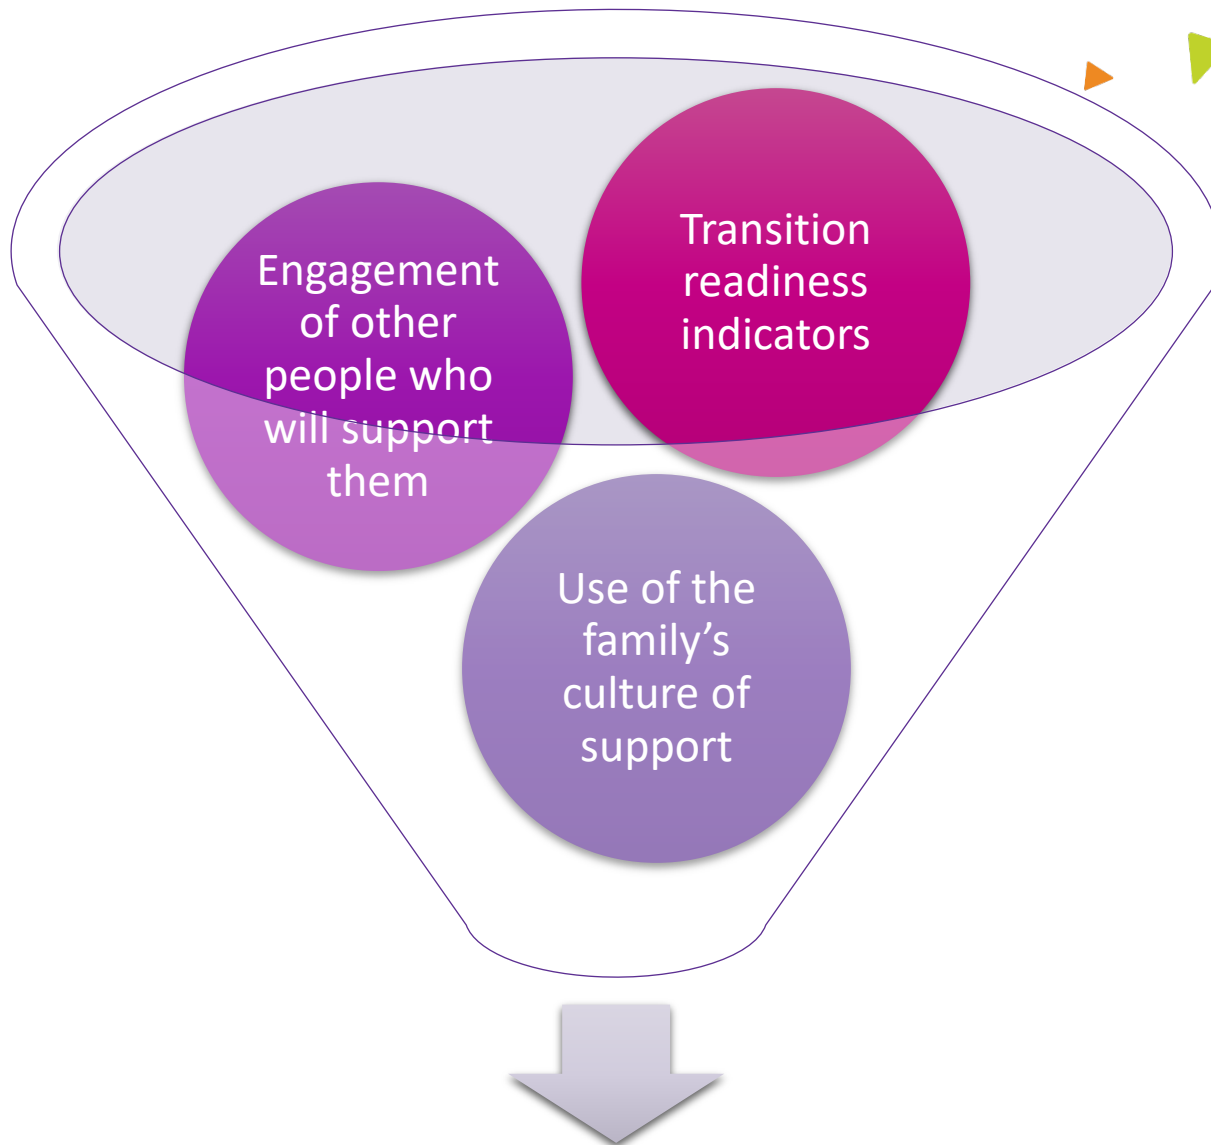 Engagement
of other
people who
will support
them
Transition
readiness
indicators
Use of the
family’s
culture of
support